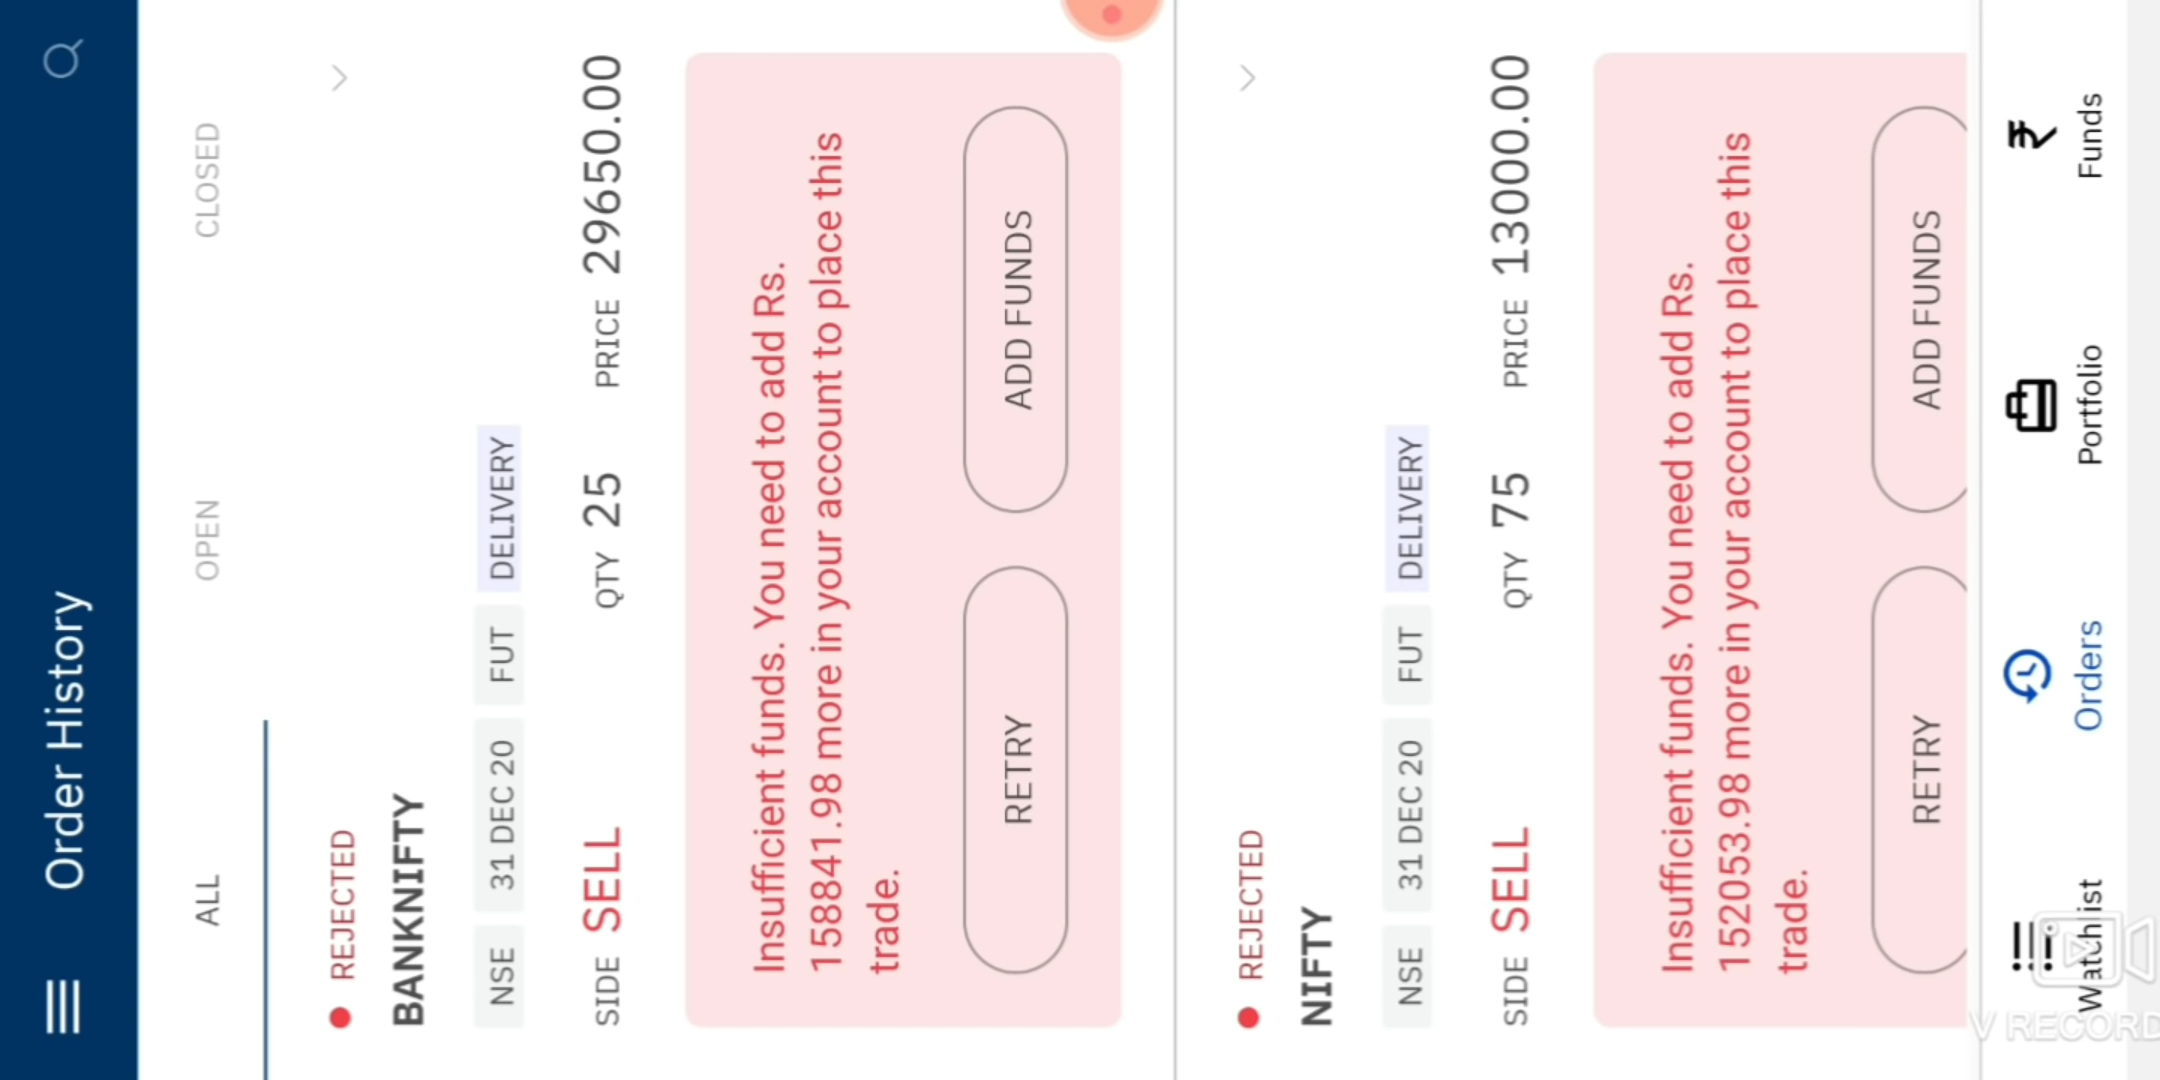 Order History
ALL OPEN CLOSED
REJECTED
BANKNIFTY
NSE 31 DEC 20 FUT DELIVERY
SIDE SELL QTY 25 PRICE 29650.00
Insufficient funds. You need to add Rs.
158841.98 more in your account to place this
trade.
RETRY ADD FUNDS
REJECTED
NIFTY
NSE 31 DEC 20 FUT DELIVERY
SIDE SELL QTY 75 PRICE 13000.00
Insufficient funds. You need to add Rs.
152053.98 more in your account to place this
trade.
RETRY ADD FUNDS
Watchlist Orders Portfolio Funds
V RECORD